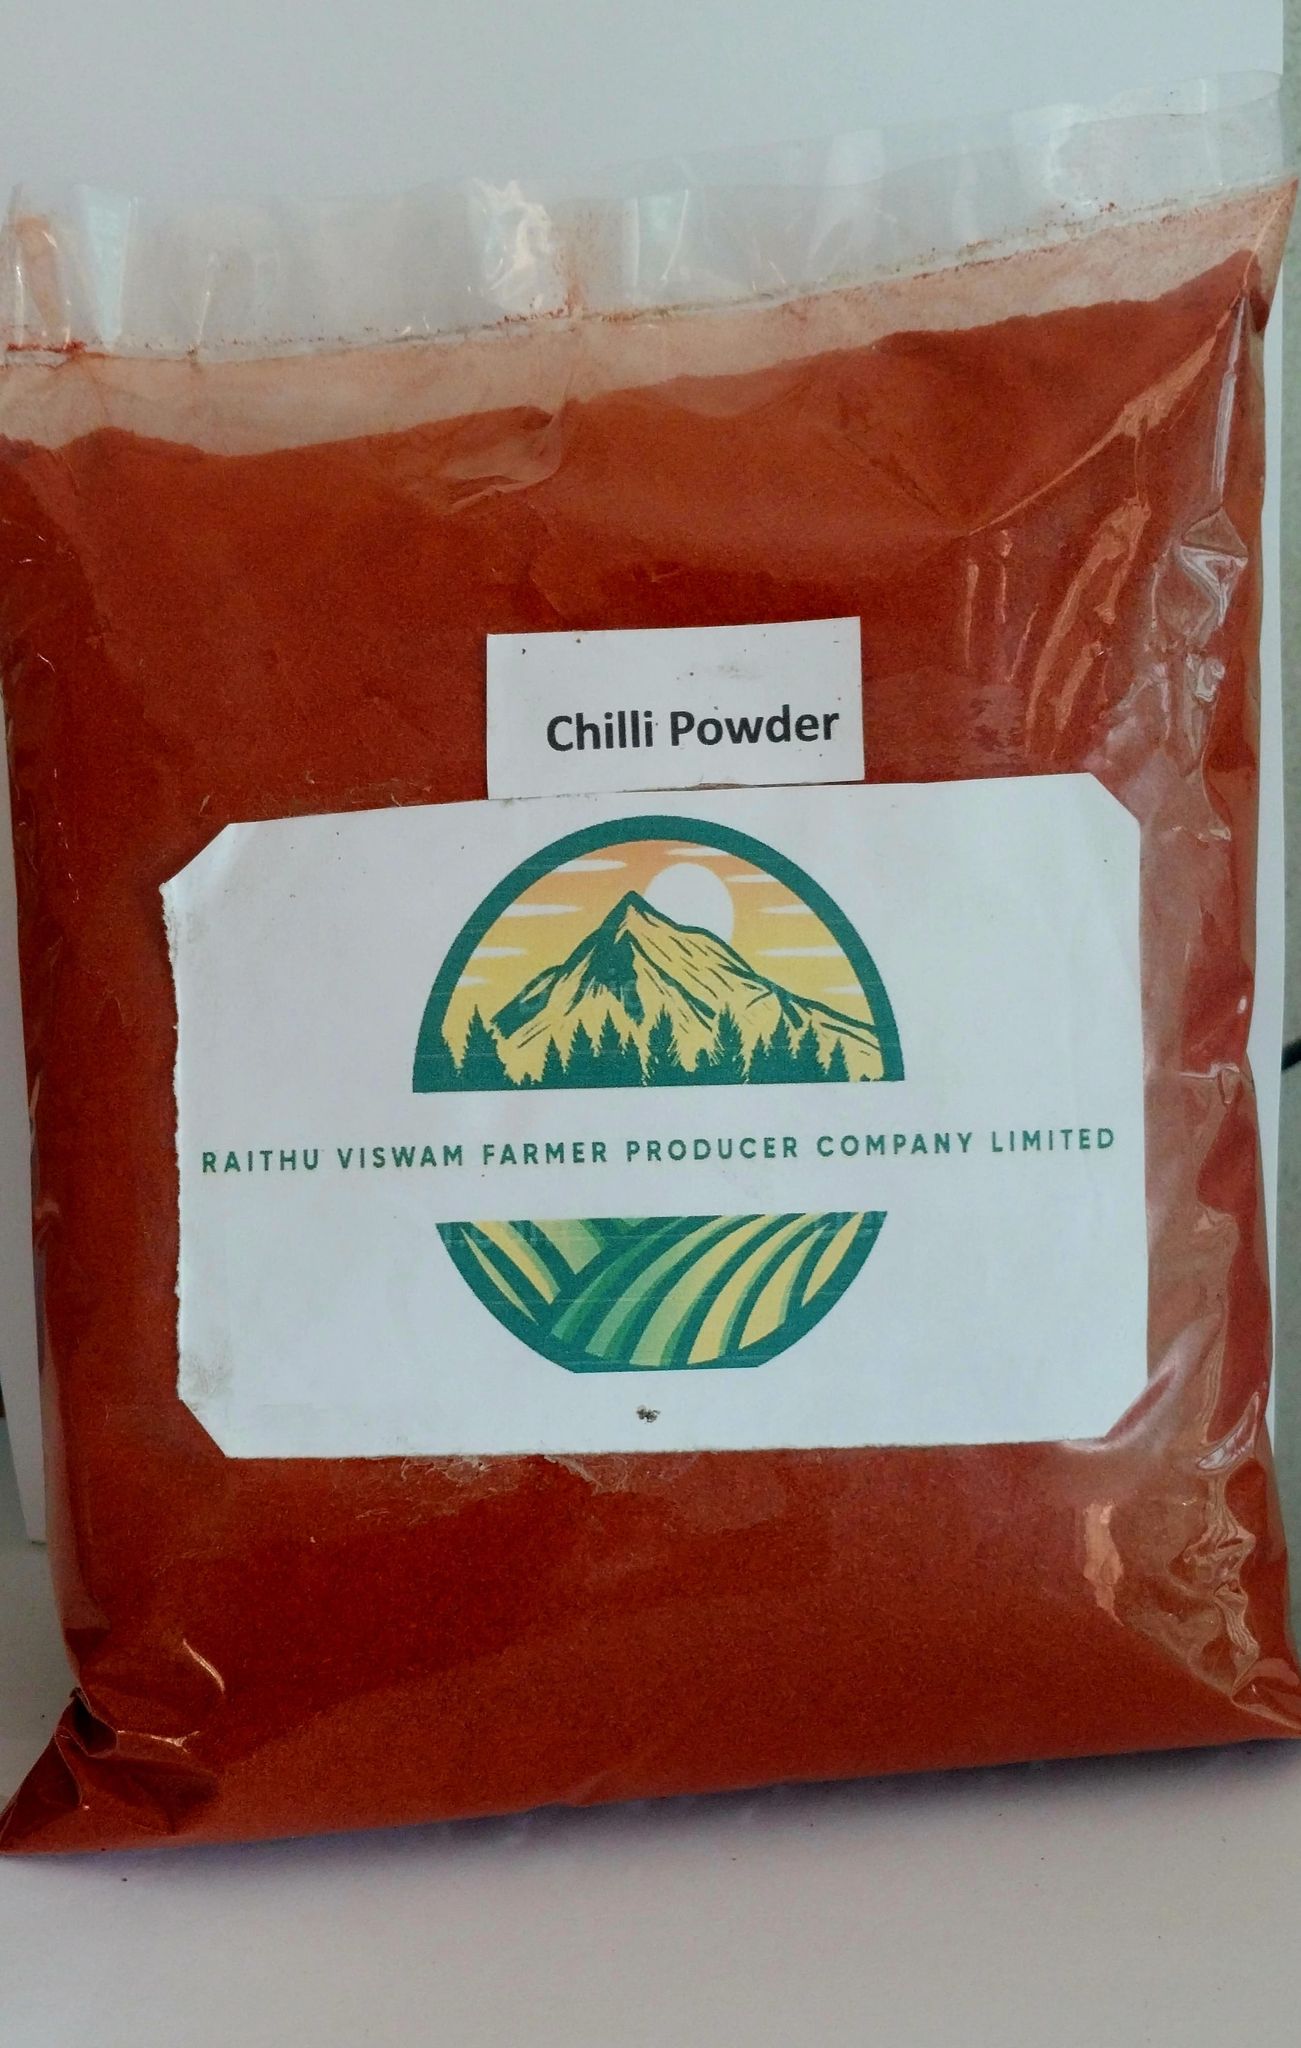 Chilli Powder
RAITHU VISWAM FARMER PRODUCER COMPANY LIMITED